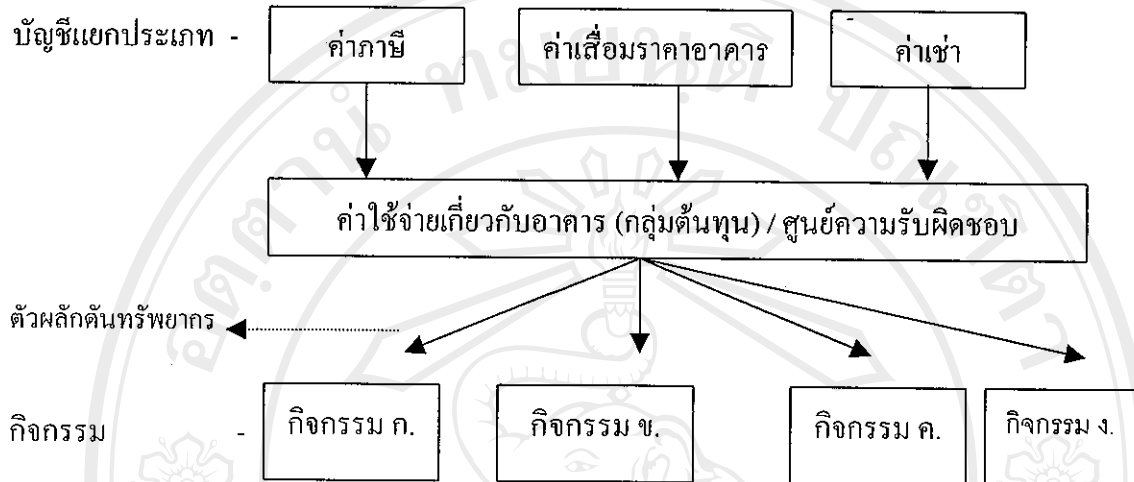 บัญชีแยกประเภท - ค่าภาษี ค่าเสื่อมราคาอาคาร ค่าเช่า
ค่าใช้จ่ายเกี่ยวกับอาคาร (กลุ่มต้นทุน) / ศูนย์ความรับผิดชอบ
ตัวผลักดันทรัพยากร
กิจกรรม - กิจกรรม ก. กิจกรรม ข. กิจกรรม ค. กิจกรรม ง.